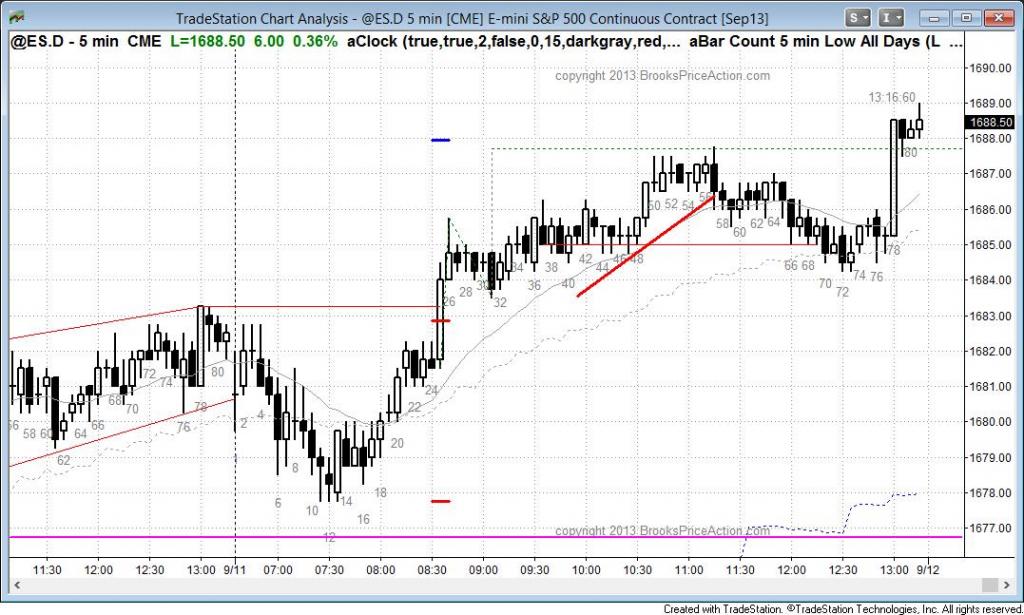 TradeStation Chart Analysis - @ES.D 5 min [CME] E-mini S&P 500 Continuous Contract [Sep13]
S
I
@ES.D - 5 min CME L=1688.50 6.00 0.36% aClock (true,true,2,false,0,15,darkgray,red,... aBar Count 5 min Low All Days (L ...
copyright 2013 BrooksPriceAction.com
1690.00
13:16:60
1689.00
1688.50
1688.00
80
1687.00
50 52 54 56
1686.00
58 60 62 64
1685.00
34 36 38 40 42 44 46 48
66 68 70 72 74 76 78
1684.00
26 28 30 32
1683.00
1682.00
72 74 80
1681.00
68 70 76 78
2 4
22 24
1680.00
58 60 62 64 66
20
1679.00
6 8 10 12 14 16 18
1678.00
copyright 2013 BrooksPriceAction.com
1677.00
11:30 12:00 12:30 13:00 9/11 07:00 07:30 08:00 08:30 09:00 09:30 10:00 10:30 11:00 11:30 12:00 12:30 13:00 9/12
Created with TradeStation. ©TradeStation Technologies, Inc. All rights reserved.